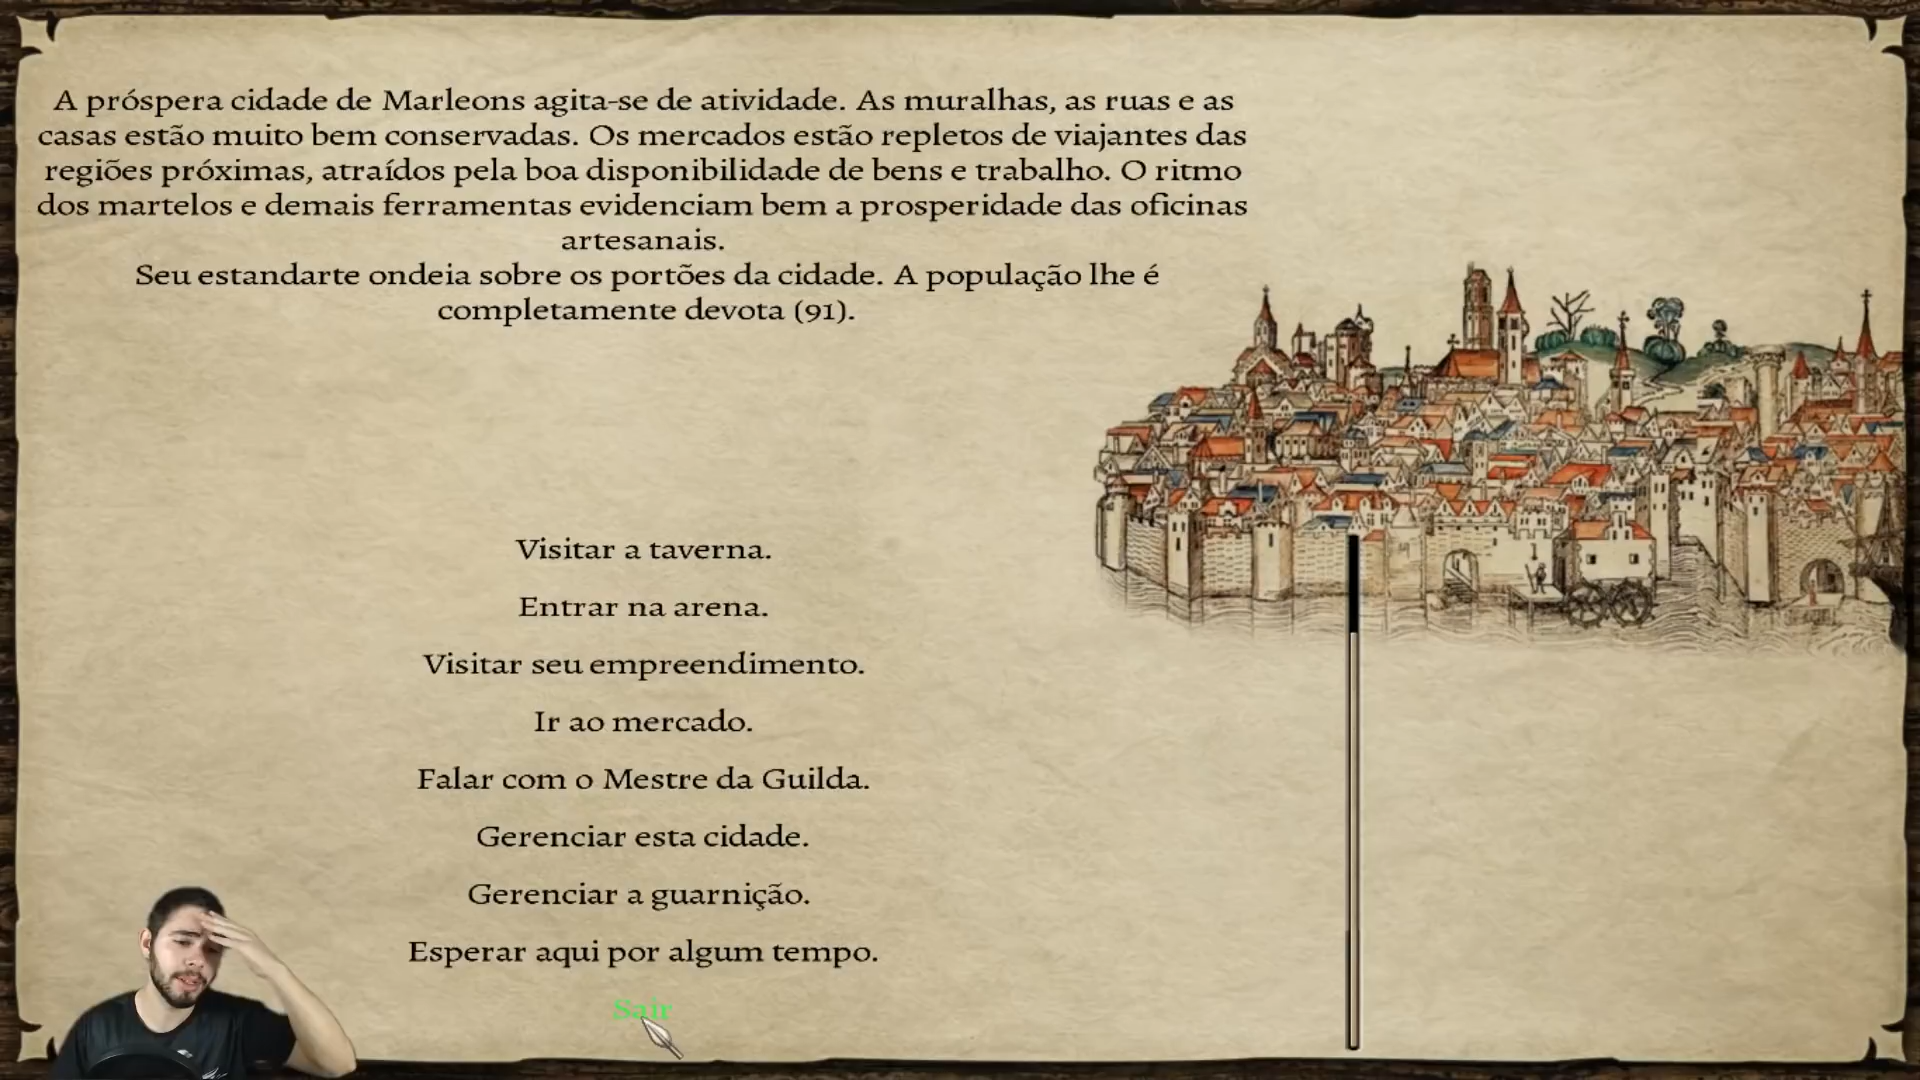 A próspera cidade de Marleons agita-se de atividade. As muralhas, as ruas e as
casas estão muito bem conservadas. Os mercados estão repletos de viajantes das
regiões próximas, atraídos pela boa disponibilidade de bens e trabalho. O ritmo
dos martelos e demais ferramentas evidenciam bem a prosperidade das oficinas
artesanais.
Seu estandarte ondeia sobre os portões da cidade. A população lhe é
completamente devota (91).
Visitar a taverna.
Entrar na arena.
Visitar seu empreendimento.
Ir ao mercado.
Falar com o Mestre da Guilda.
Gerenciar esta cidade.
Gerenciar a guarnição.
Esperar aqui por algum tempo.
Sair